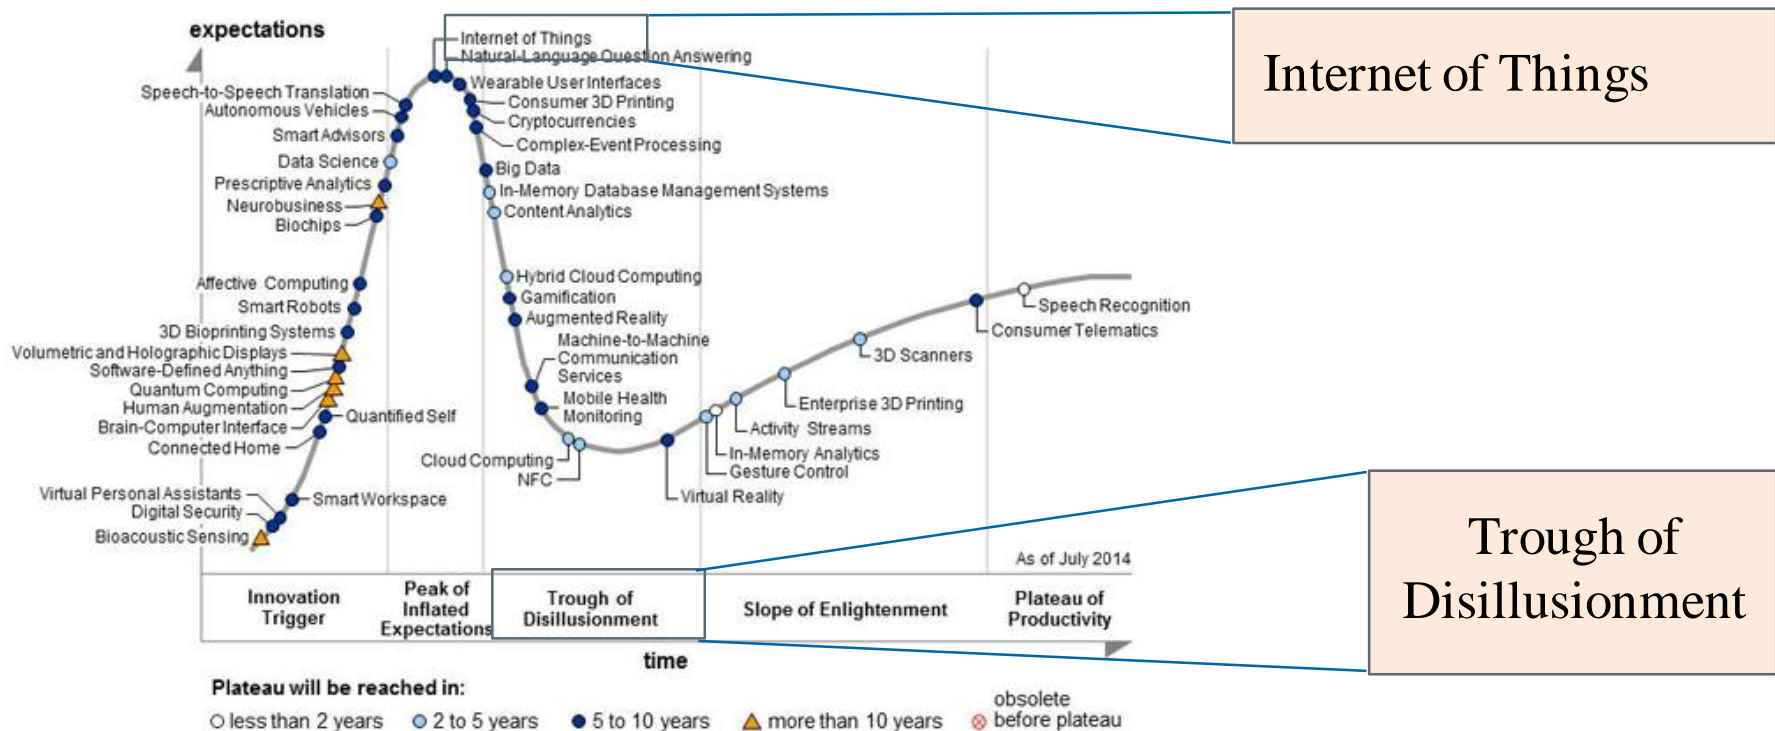 expectations
Internet of Things
Natural-Language Question Answering
Wearable User Interfaces
Consumer 3D Printing
Cryptocurrencies
Complex-Event Processing
Speech-to-Speech Translation
Autonomous Vehicles
Smart Advisors
Data Science
Prescriptive Analytics
Neurobusiness
Biochips
Big Data
In-Memory Database Management Systems
Content Analytics
Affective Computing
Smart Robots
3D Bioprinting Systems
Volumetric and Holographic Displays
Software-Defined Anything
Quantum Computing
Human Augmentation
Brain-Computer Interface
Connected Home
Quantified Self
Virtual Personal Assistants
Digital Security
Bioacoustic Sensing
Smart Workspace
Hybrid Cloud Computing
Gamification
Augmented Reality
Machine-to-Machine
Communication
Services
Mobile Health
Monitoring
Cloud Computing
NFC
Virtual Reality
Gesture Control
In-Memory Analytics
Activity Streams
Enterprise 3D Printing
3D Scanners
Consumer Telematics
Speech Recognition
As of July 2014
Innovation
Trigger
Peak of
Inflated
Expectations
Trough of
Disillusionment
Slope of Enlightenment
Plateau of
Productivity
time
Plateau will be reached in:
less than 2 years
2 to 5 years
5 to 10 years
more than 10 years
obsolete
before plateau
Internet of Things
Trough of
Disillusionment